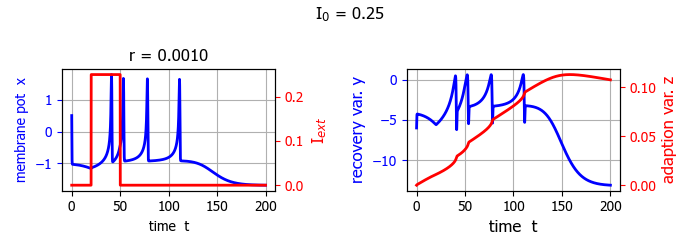 I₀ = 0.25
r = 0.0010
membrane pot x
1
0
−1
0.2
0.1
0.0
I_ext
0
50
100
150
200
time t
recovery var. y
0
−5
−10
0.10
0.05
0.00
adaption var. z
0
50
100
150
200
time t